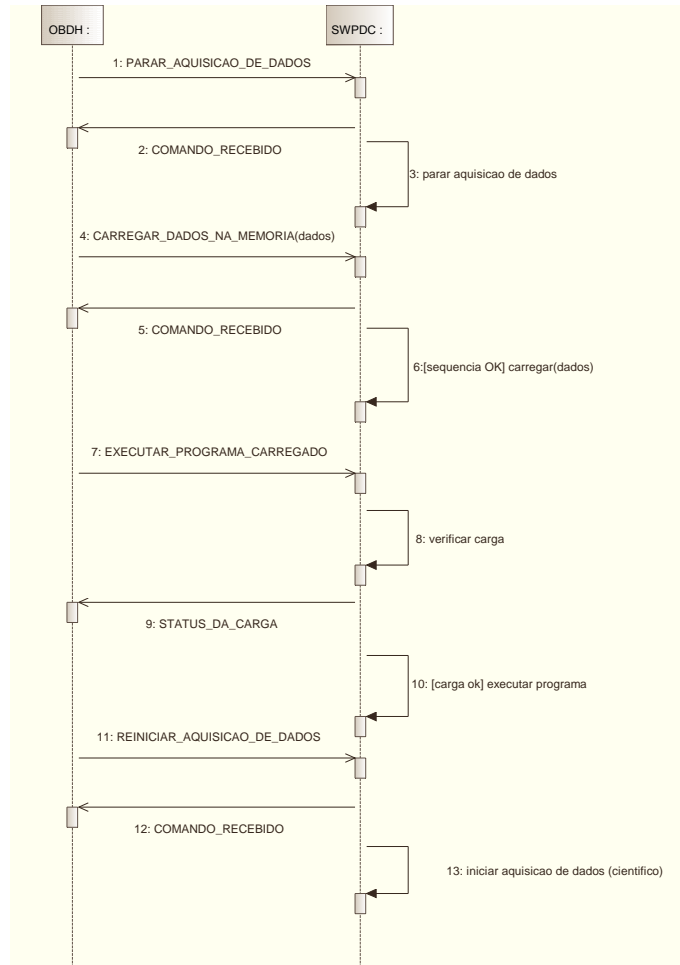 OBDH :
SWPDC :
1: PARAR_AQUISICAO_DE_DADOS
2: COMANDO_RECEBIDO
3: parar aquisicao de dados
4: CARREGAR_DADOS_NA_MEMORIA(dados)
5: COMANDO_RECEBIDO
6:[sequencia OK] carregar(dados)
7: EXECUTAR_PROGRAMA_CARREGADO
8: verificar carga
9: STATUS_DA_CARGA
10: [carga ok] executar programa
11: REINICIAR_AQUISICAO_DE_DADOS
12: COMANDO_RECEBIDO
13: iniciar aquisicao de dados (cientifico)